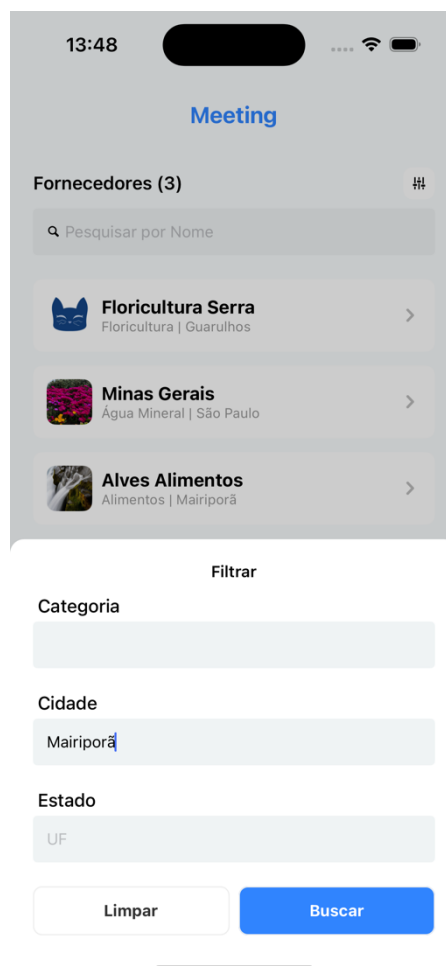 13:48
Meeting
Fornecedores (3)
Pesquisar por Nome
Floricultura Serra
Floricultura | Guarulhos
Minas Gerais
Água Mineral | São Paulo
Alves Alimentos
Alimentos | Mairiporã
Filtrar
Categoria
Cidade
Mairiporã
Estado
UF
Limpar
Buscar